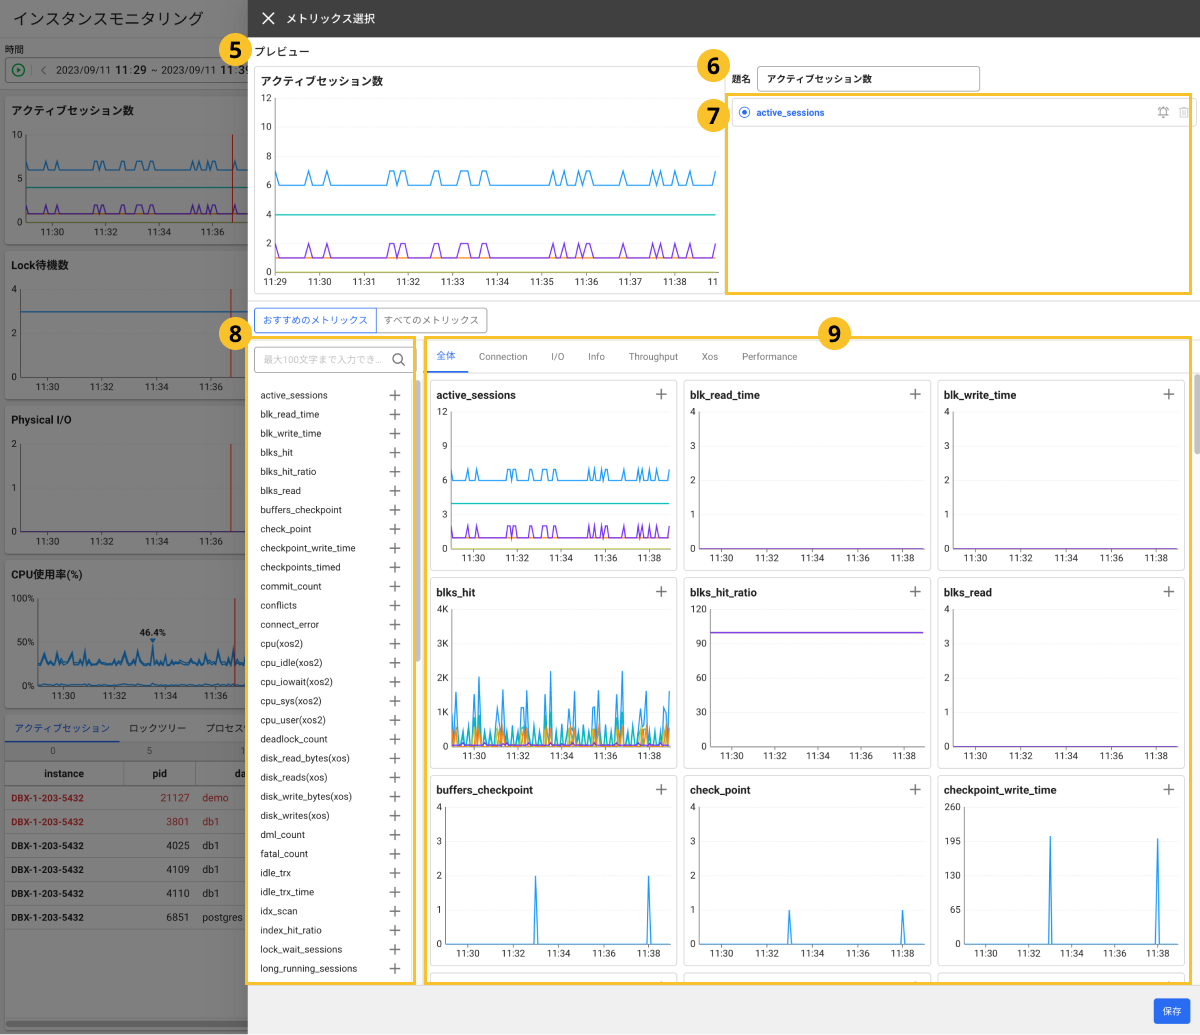 インスタンスモニタリング
時間
2023/09/11 11:29 ~ 2023/09/11 11:39
アクティブセッション数
10
5
0
11:30 11:32 11:34 11:36
Lock待機数
4
2
0
11:30 11:32 11:34 11:36
Physical I/O
2
1
0
11:30 11:32 11:34 11:36
CPU使用率(%)
100%
46.4%
50%
0%
11:30 11:32 11:34 11:36
アクティブセッション ロックツリー
0 5
instance pid
DBX-1-203-5432 21127 demo
DBX-1-203-5432 3801 db1
DBX-1-203-5432 4025 db1
DBX-1-203-5432 4109 db1
DBX-1-203-5432 4110 db1
DBX-1-203-5432 6851 postgres
メトリックス選択
5
プレビュー
アクティブセッション数
12
10
8
6
4
2
0
11:29 11:30 11:31 11:32 11:33 11:34 11:35 11:36 11:37 11:38 11
6
題名 アクティブセッション数
7
active_sessions
おすすめのメトリックス すべてのメトリックス
8
最大100文字まで入力でき...
active_sessions
blk_read_time
blk_write_time
blks_hit
blks_hit_ratio
blks_read
buffers_checkpoint
check_point
checkpoint_write_time
checkpoints_timed
commit_count
conflicts
connect_error
cpu(xos2)
cpu_idle(xos2)
cpu_iowait(xos2)
cpu_sys(xos2)
cpu_user(xos2)
deadlock_count
disk_read_bytes(xos)
disk_reads(xos)
disk_write_bytes(xos)
disk_writes(xos)
dml_count
fatal_count
idle_trx
idle_trx_time
idx_scan
index_hit_ratio
lock_wait_sessions
long_running_sessions
9
全体 Connection I/O Info Throughput Xos Performance
active_sessions
12
9
6
3
0
11:30 11:32 11:34 11:36 11:38
blk_read_time
4
3
2
1
0
11:30 11:32 11:34 11:36 11:38
blk_write_time
4
3
2
1
0
11:30 11:32 11:34 11:36 11:38
blks_hit
4K
3K
2K
1K
0
11:30 11:32 11:34 11:36 11:38
blks_hit_ratio
120
90
60
30
0
11:30 11:32 11:34 11:36 11:38
blks_read
4
3
2
1
0
11:30 11:32 11:34 11:36 11:38
buffers_checkpoint
4
3
2
1
0
11:30 11:32 11:34 11:36 11:38
check_point
4
3
2
1
0
11:30 11:32 11:34 11:36 11:38
checkpoint_write_time
260
195
130
65
0
11:30 11:32 11:34 11:36 11:38
保存